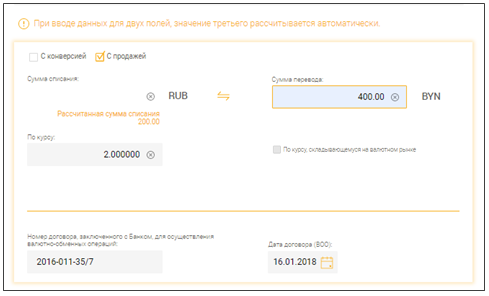 При вводе данных для двух полей, значение третьего рассчитывается автоматически.
С конверсией С продажей
Сумма списания: Сумма перевода:
RUB 400.00 BYN
Рассчитанная сумма списания
200.00
По курсу:
2.000000 По курсу, складывающемуся на валютном рынке
Номер договора, заключенного с Банком, для осуществления
валютно-обменных операций: Дата договора (ВОС):
2016-011-35/7 16.01.2018